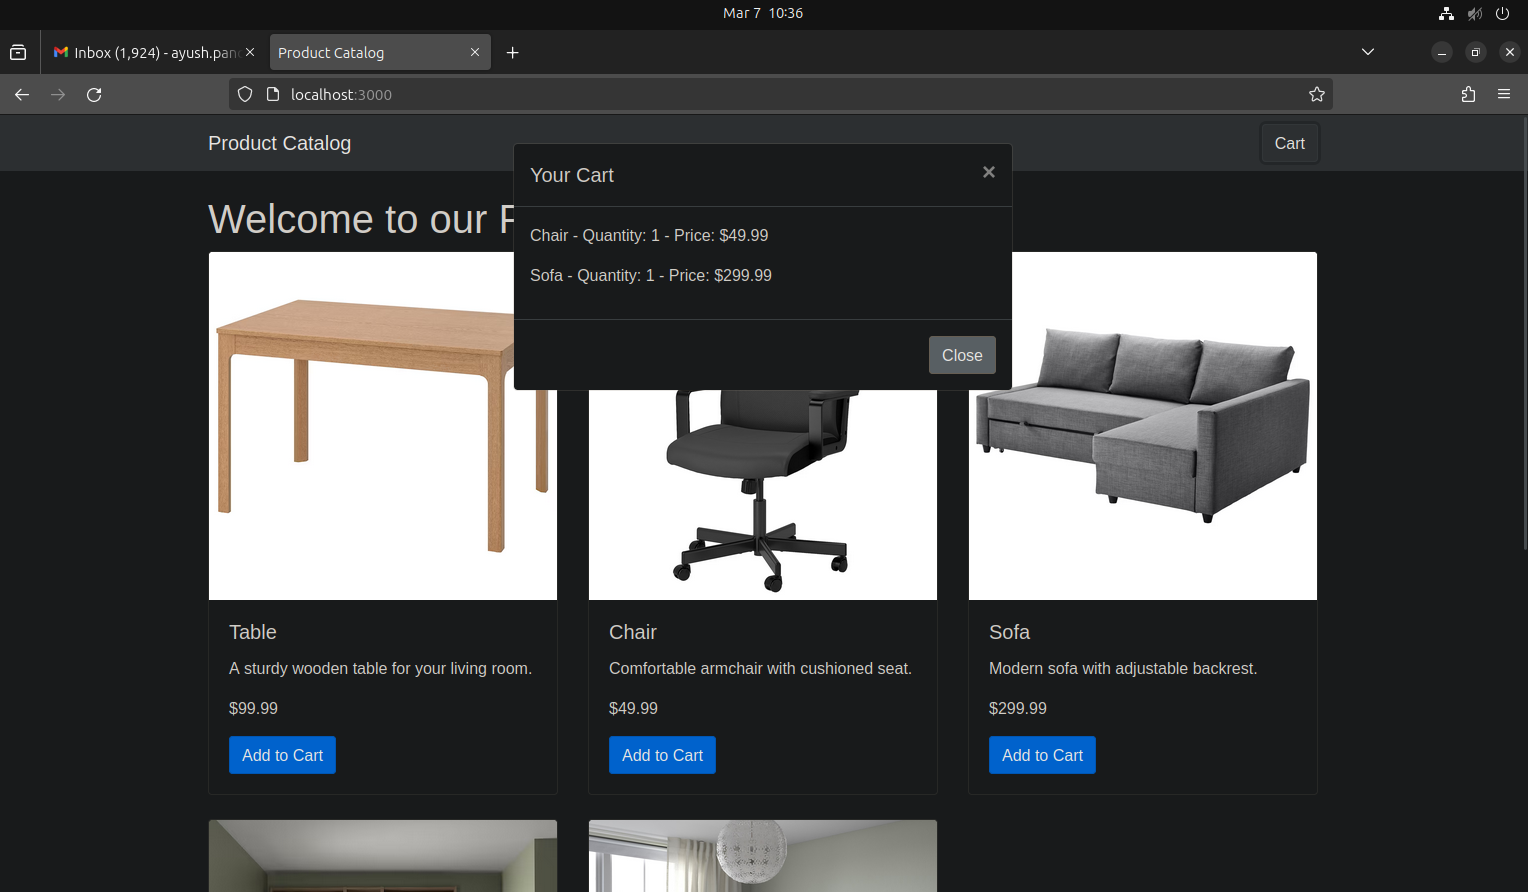 Mar 7 10:36
Inbox (1,924) - ayush.pan
Product Catalog
localhost:3000
Product Catalog
Cart
Your Cart
×
Welcome to our
Chair - Quantity: 1 - Price: $49.99
Sofa - Quantity: 1 - Price: $299.99
Close
Table
A sturdy wooden table for your living room.
$99.99
Add to Cart
Chair
Comfortable armchair with cushioned seat.
$49.99
Add to Cart
Sofa
Modern sofa with adjustable backrest.
$299.99
Add to Cart